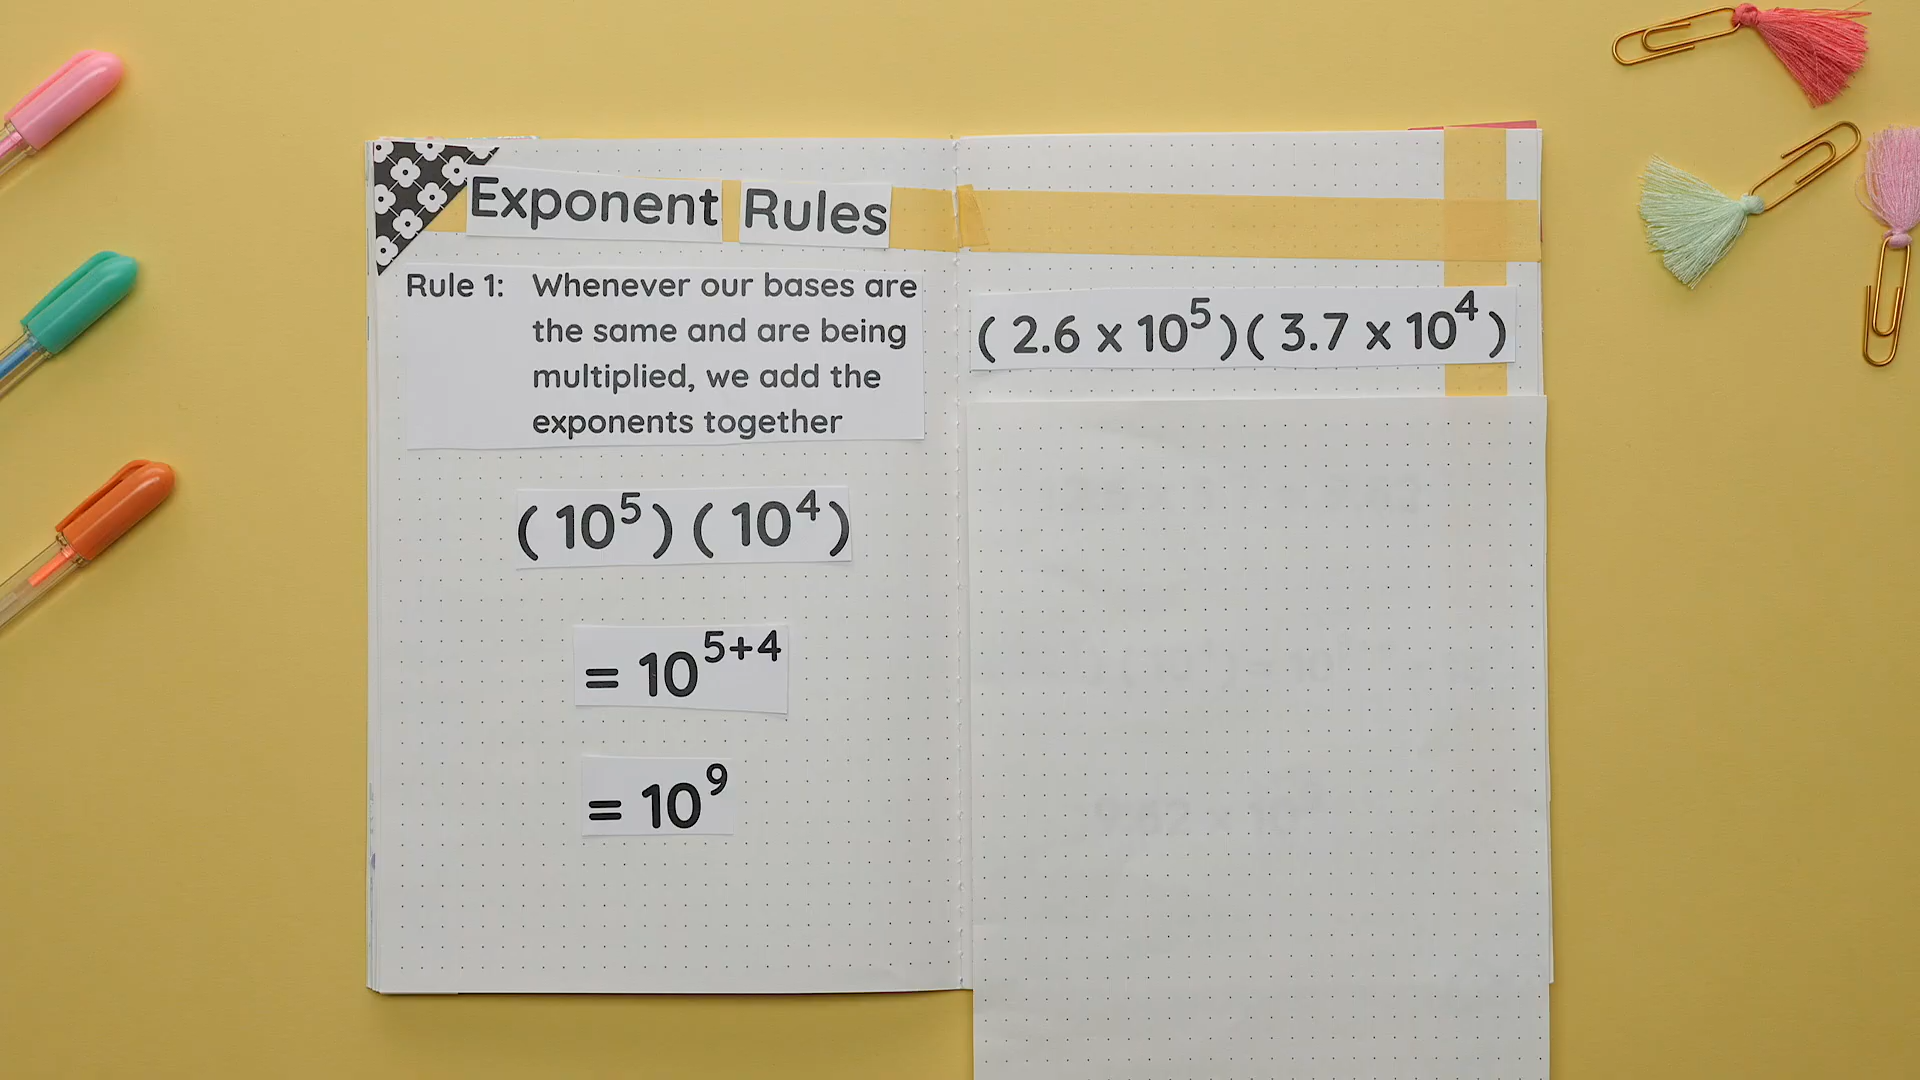 Exponent Rules
Rule 1: Whenever our bases are
the same and are being
multiplied, we add the
exponents together
( 10⁵ ) ( 10⁴ )
= 10⁵⁺⁴
= 10⁹
( 2.6 x 10⁵ )( 3.7 x 10⁴ )